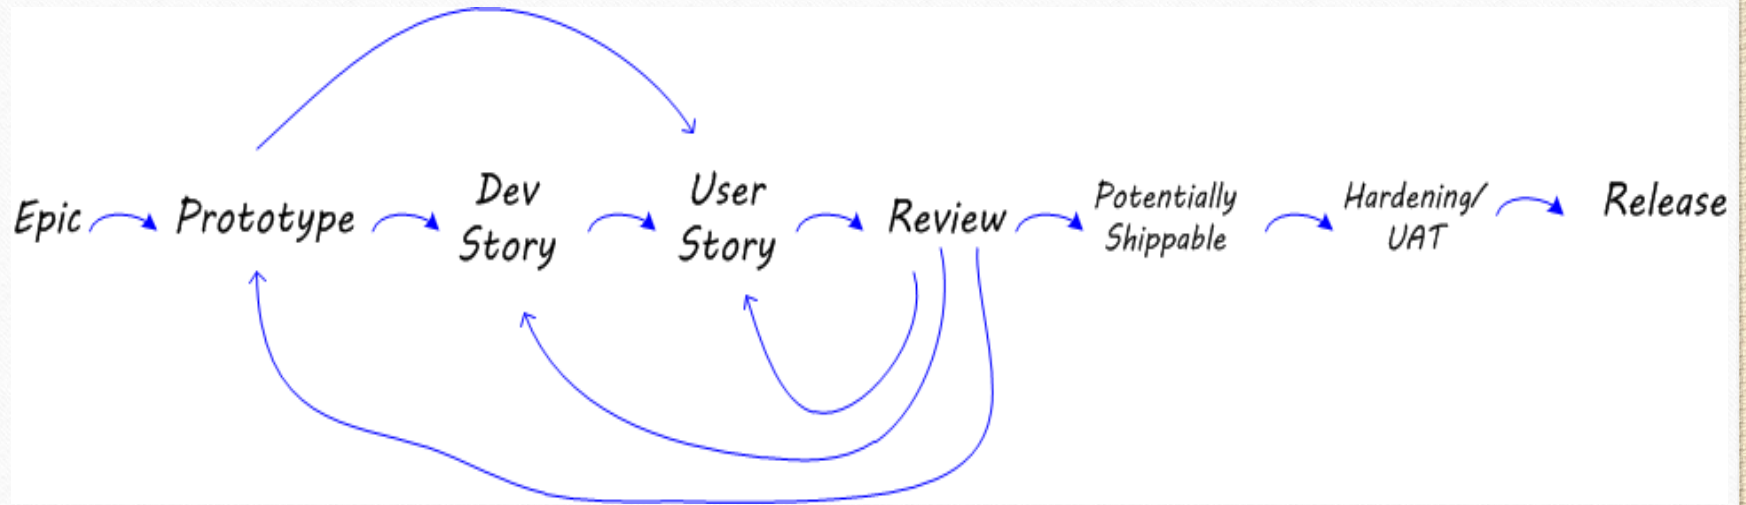 Epic
Prototype
Dev
Story
User
Story
Review
Potentially
Shippable
Hardening/
UAT
Release